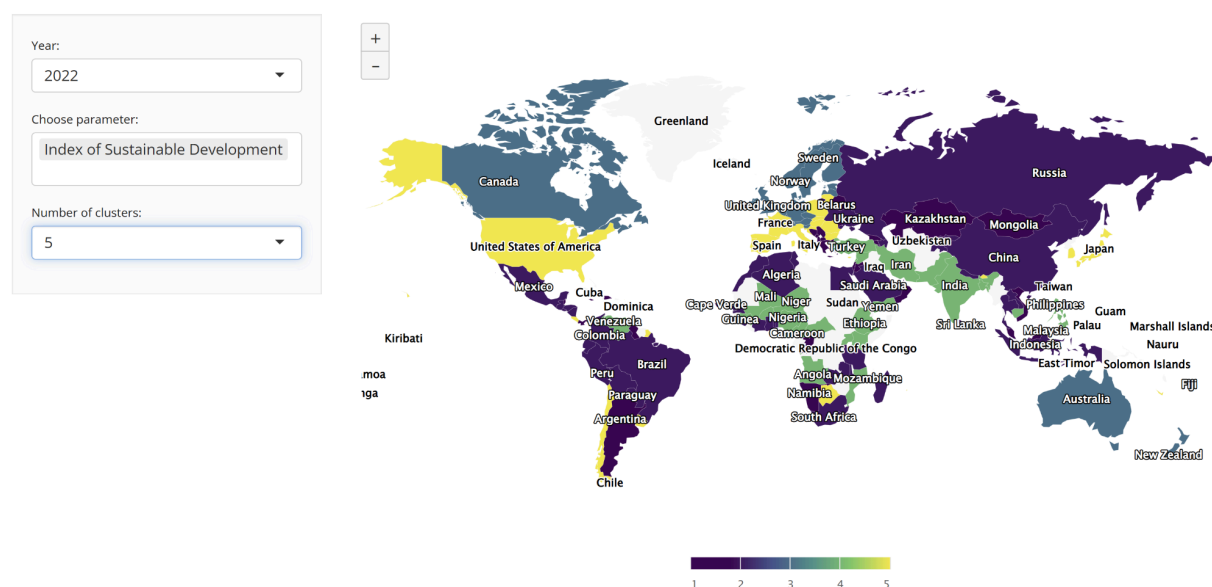 Year:
2022
Choose parameter:
Index of Sustainable Development
Number of clusters:
5
+
−
Greenland
Iceland
Sweden
Russia
Canada
Norway
United Kingdom
Belarus
France
Ukraine
Kazakhstan
Mongolia
United States of America
Spain
Italy
Turkey
Uzbekistan
Japan
China
Iraq
Iran
Algeria
Mexico
Cuba
Saudi Arabia
India
Taiwan
Cape Verde
Mali
Niger
Sudan
Yemen
Dominica
Philippines
Venezuela
Guinea
Nigeria
Ethiopia
Sri Lanka
Guam
Colombia
Cameroon
Malaysia
Palau
Marshall Islands
Kiribati
Democratic Republic of the Congo
Indonesia
Nauru
Brazil
East Timor
Solomon Islands
moa
Peru
Angola
Mozambique
Fiji
nga
Paraguay
Namibia
Australia
Argentina
South Africa
New Zealand
Chile
1 2 3 4 5